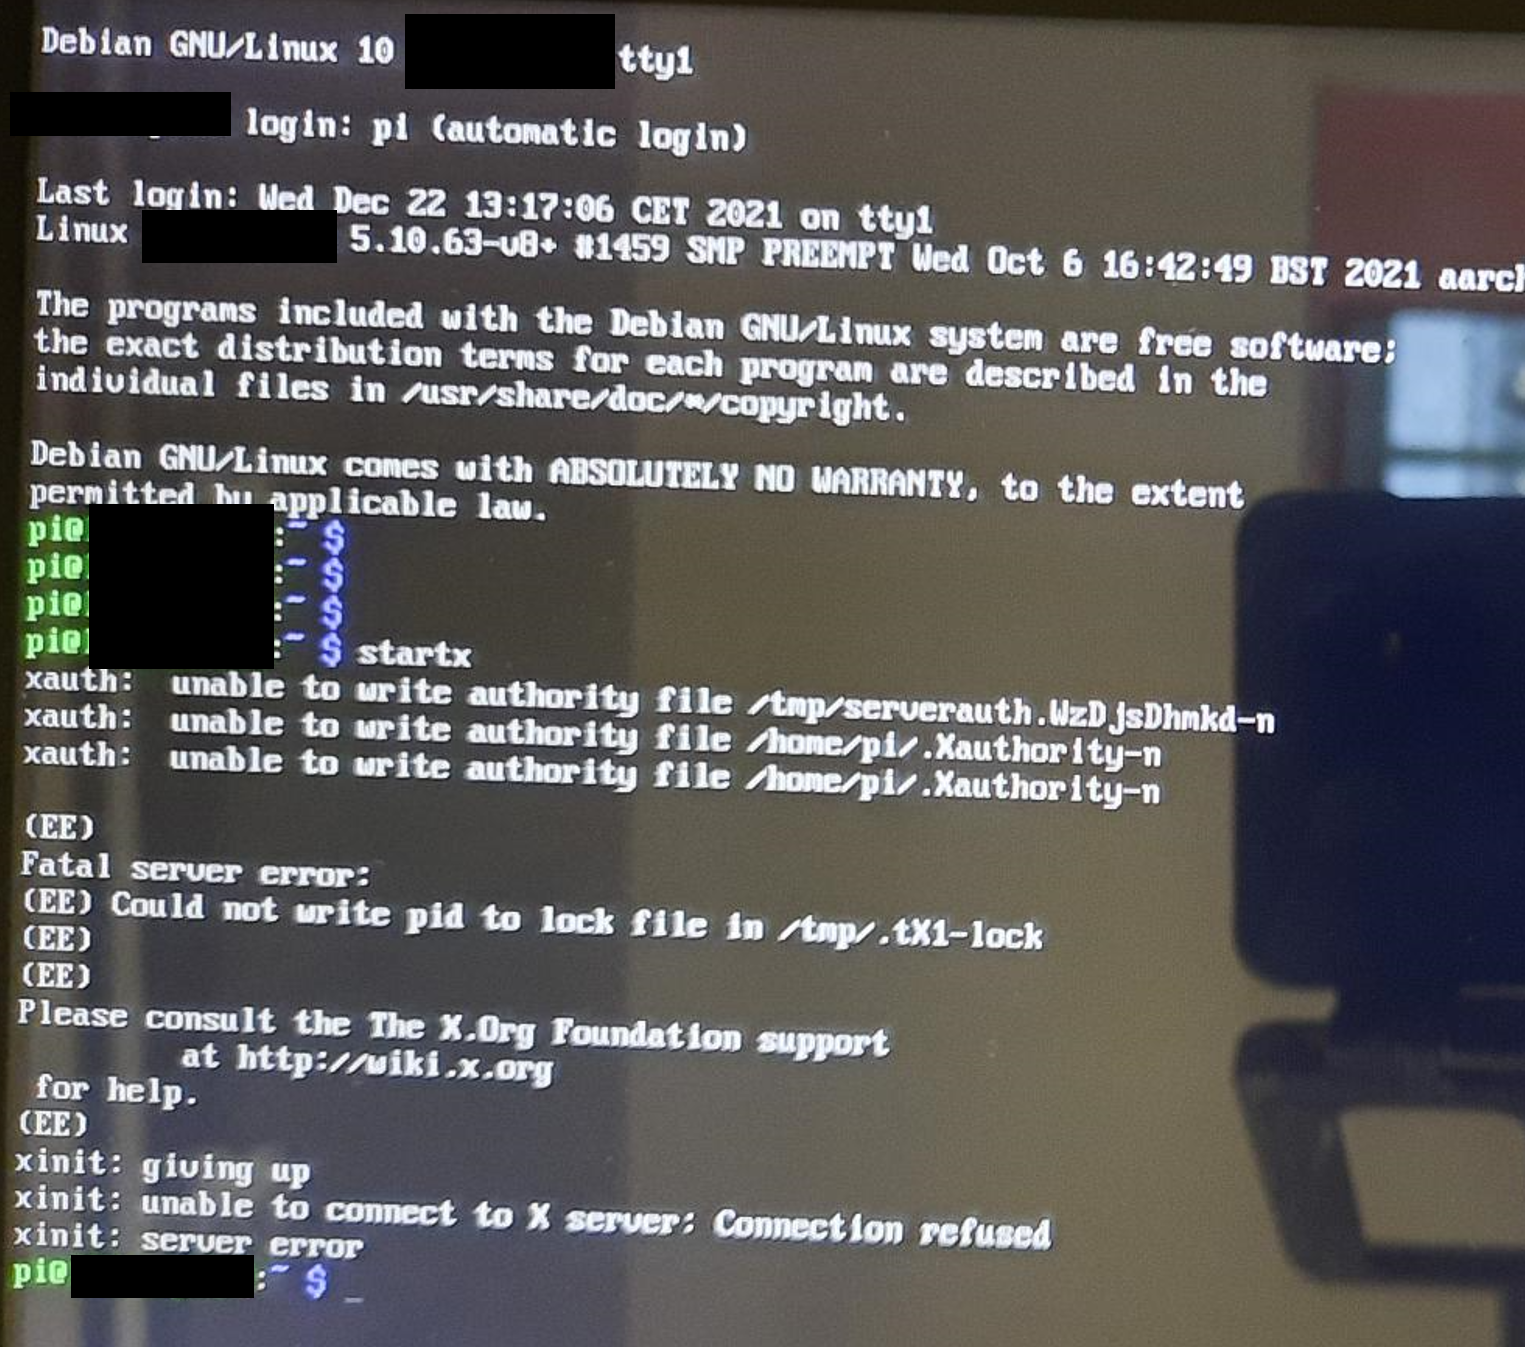 Debian GNU/Linux 10 tty1
login: pi (automatic login)
Last login: Wed Dec 22 13:17:06 CET 2021 on tty1
Linux 5.10.63-v8+ #1459 SMP PREEMPT Wed Oct 6 16:42:49 BST 2021 aarch
The programs included with the Debian GNU/Linux system are free software;
the exact distribution terms for each program are described in the
individual files in /usr/share/doc/*/copyright.
Debian GNU/Linux comes with ABSOLUTELY NO WARRANTY, to the extent
permitted by applicable law.
pi@ :~ $
pi@ :~ $
pi@ :~ $
pi@ :~ $ startx
xauth:  unable to write authority file /tmp/serverauth.WzDjsDhmkd-n
xauth:  unable to write authority file /home/pi/.Xauthority-n
xauth:  unable to write authority file /home/pi/.Xauthority-n
(EE)
Fatal server error:
(EE) Could not write pid to lock file in /tmp/.tX1-lock
(EE)
(EE)
Please consult the The X.Org Foundation support
at http://wiki.x.org
for help.
(EE)
xinit: giving up
xinit: unable to connect to X server: Connection refused
xinit: server error
pi@ :~ $ _